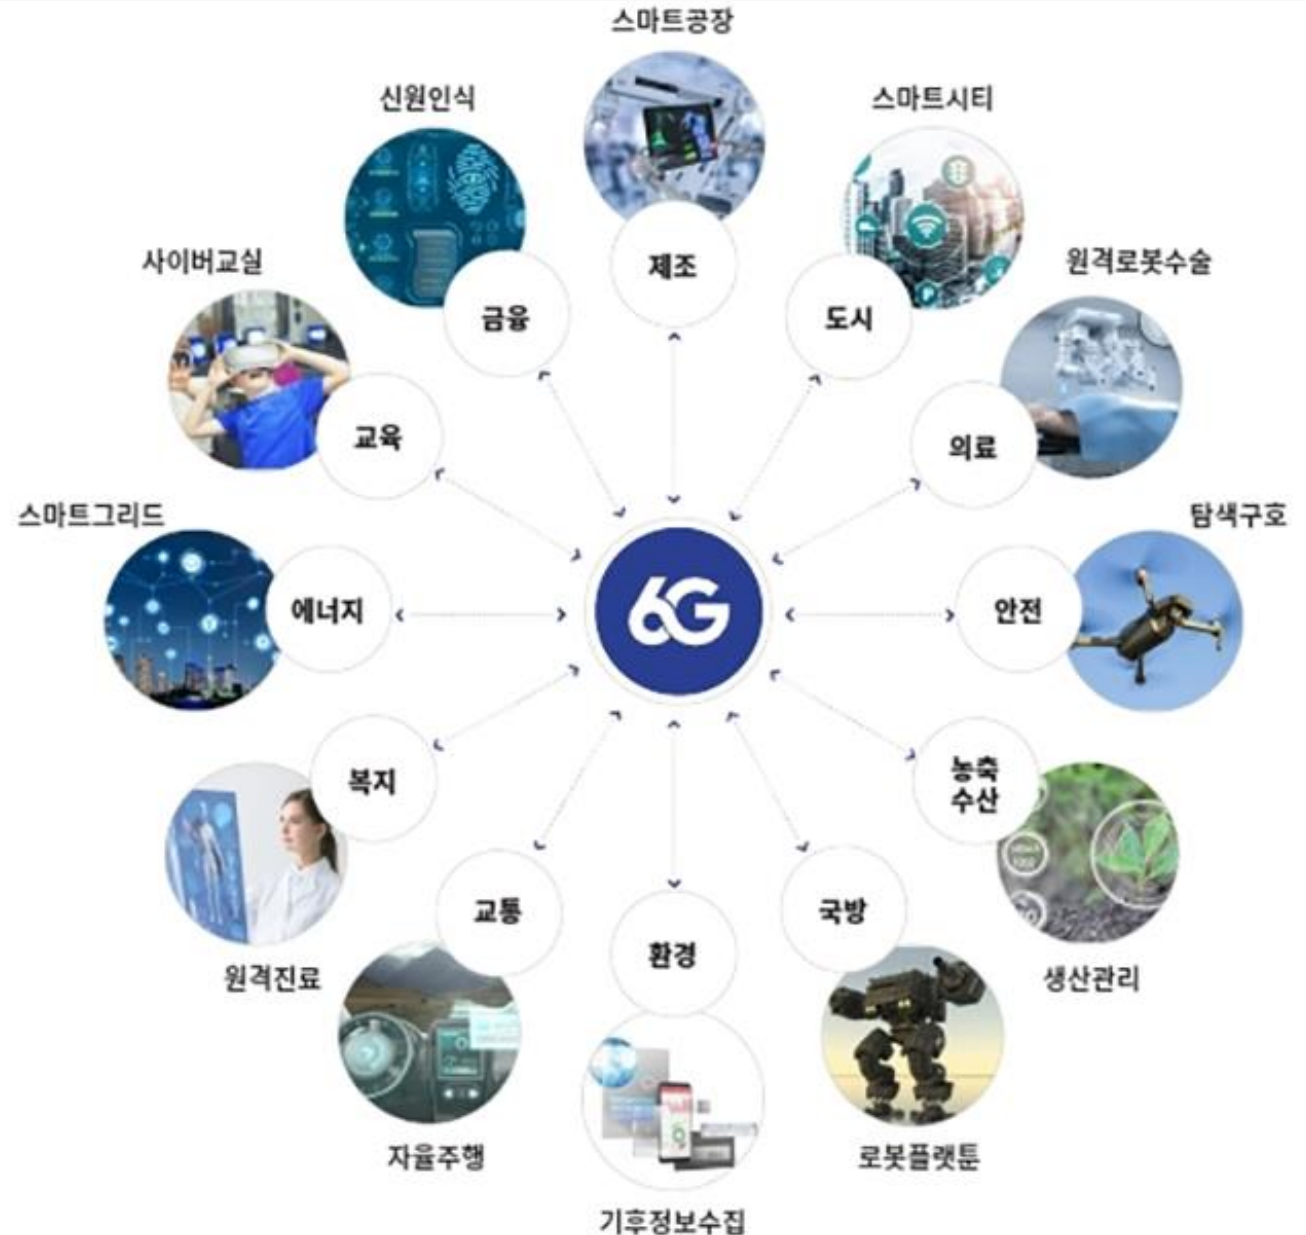 스마트공장
제조
스마트시티
도시
원격로봇수술
의료
탐색구호
안전
농축
수산
생산관리
국방
로봇플랫툰
환경
기후정보수집
교통
자율주행
복지
원격진료
에너지
스마트그리드
교육
사이버교실
금융
신원인식
6G